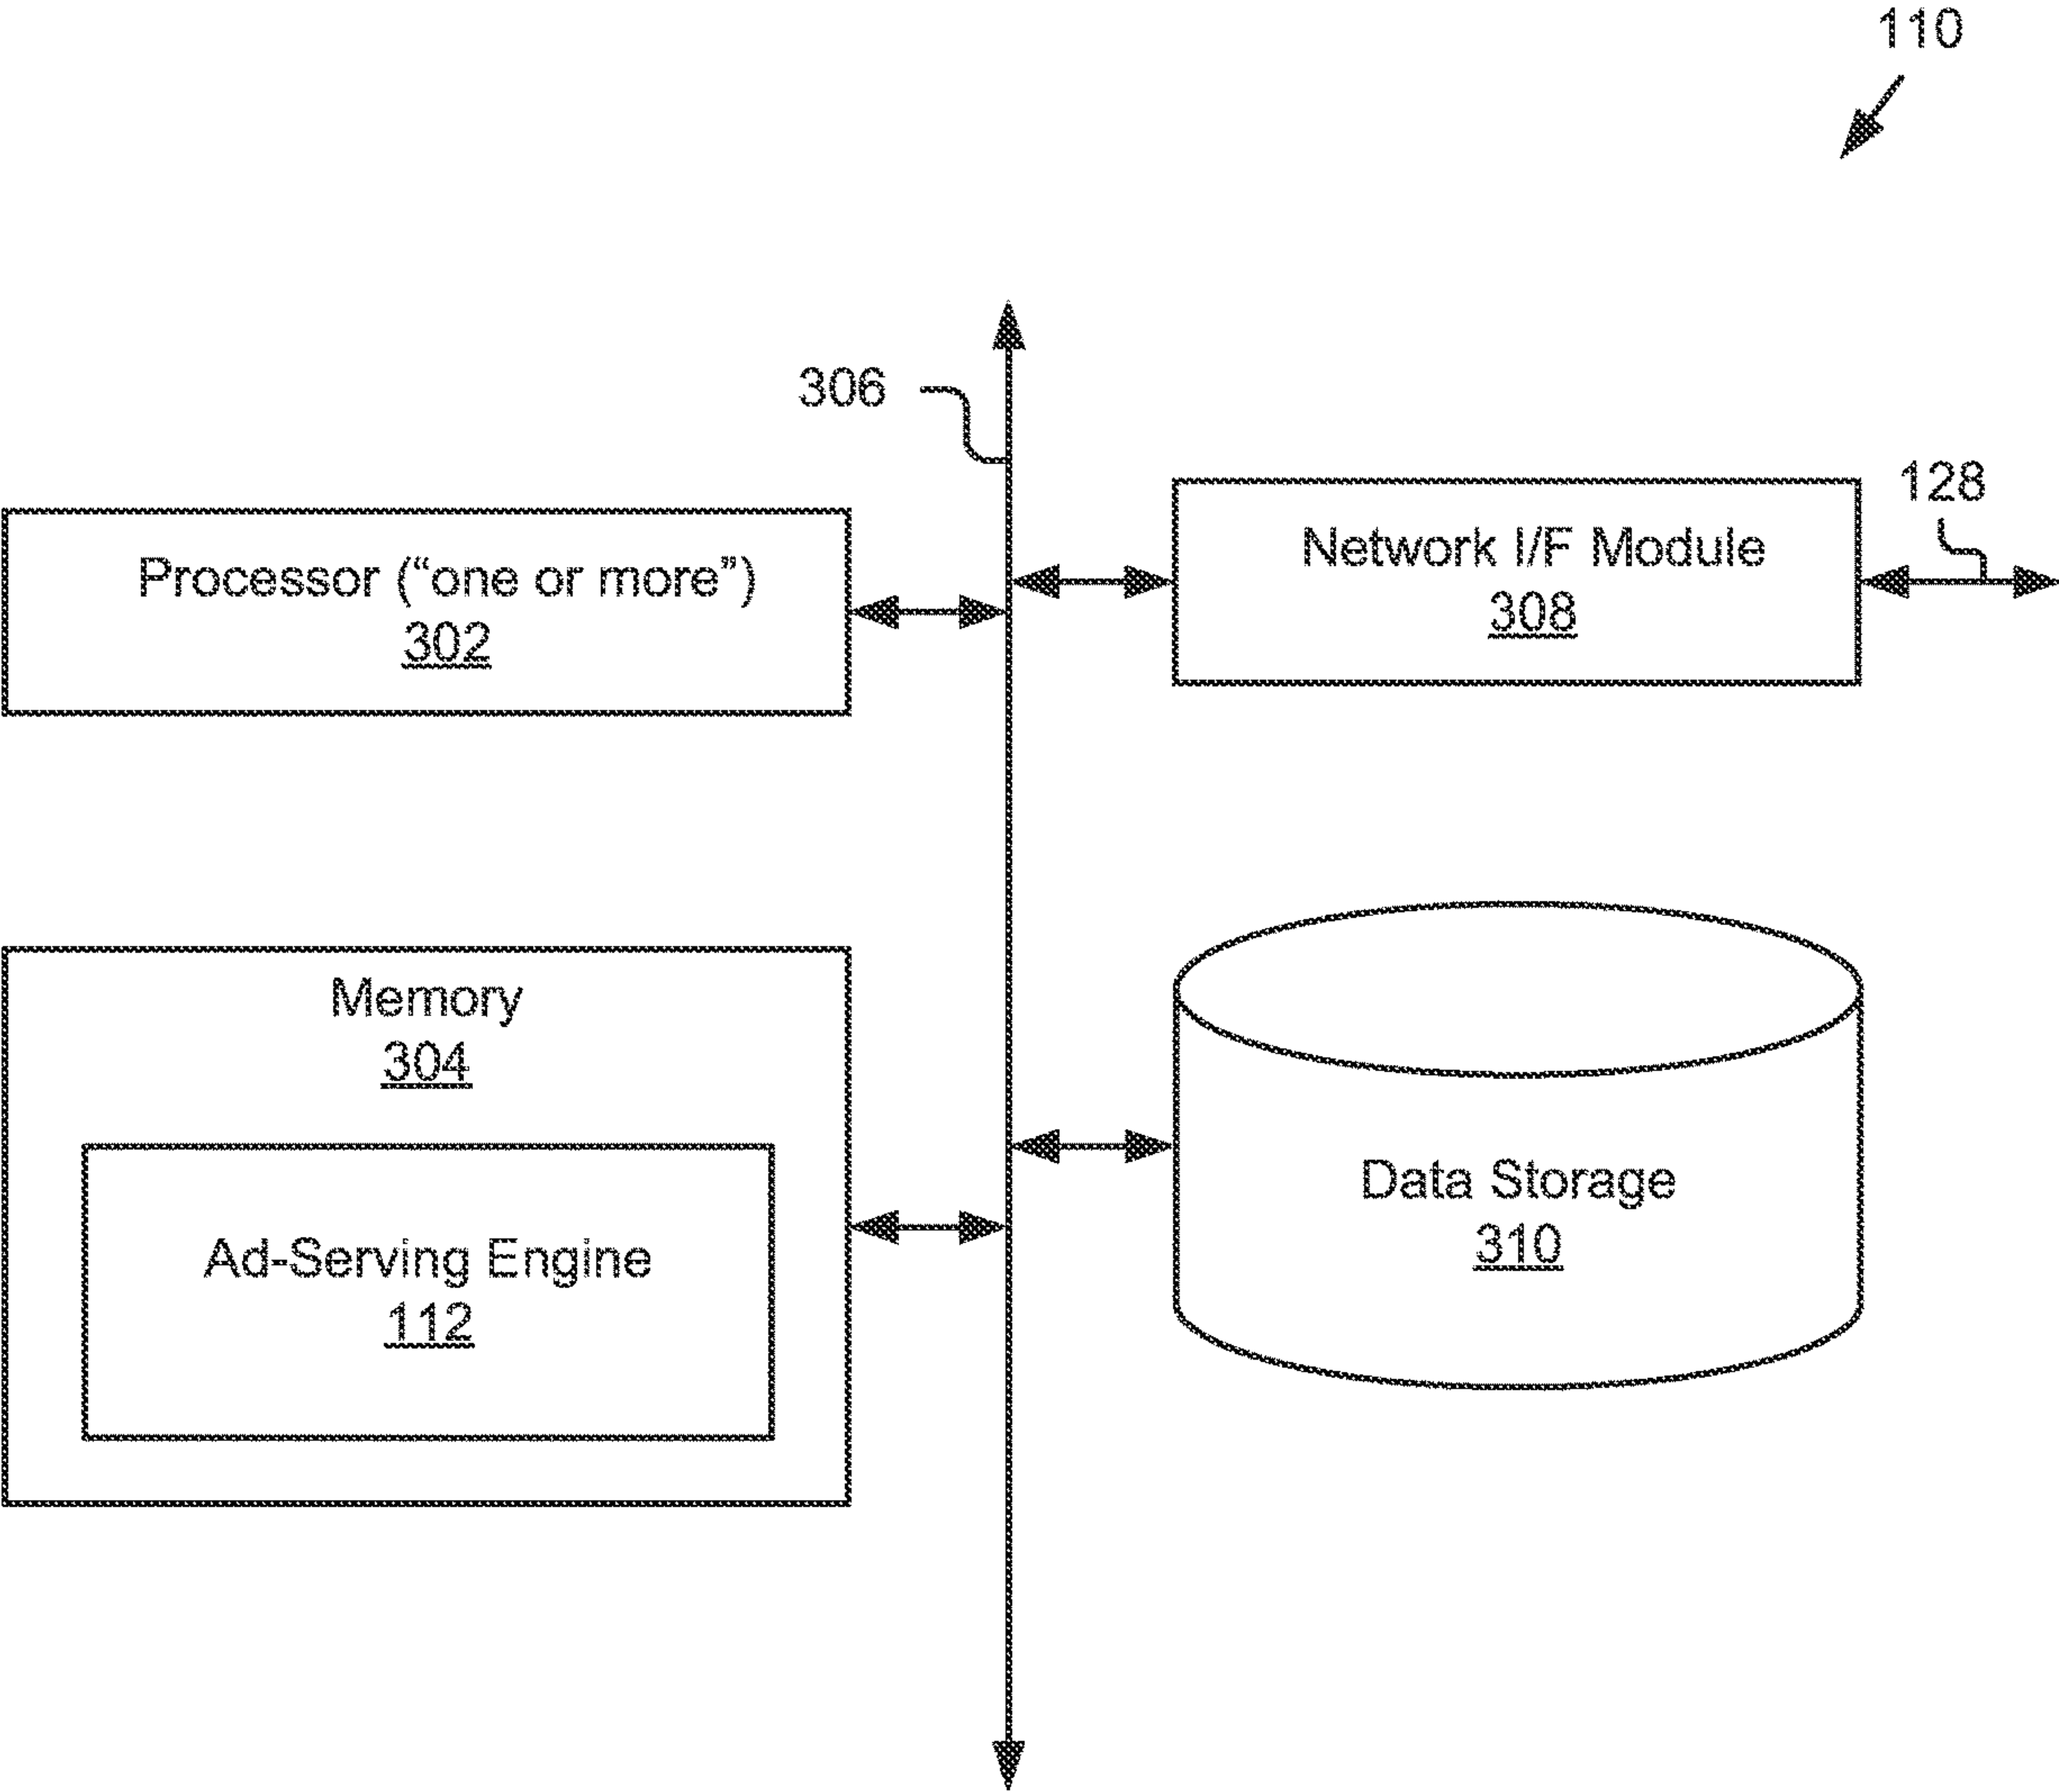 110
306
128
Processor (“one or more”)
302
Network I/F Module
308
Memory
304
Ad-Serving Engine
112
Data Storage
310